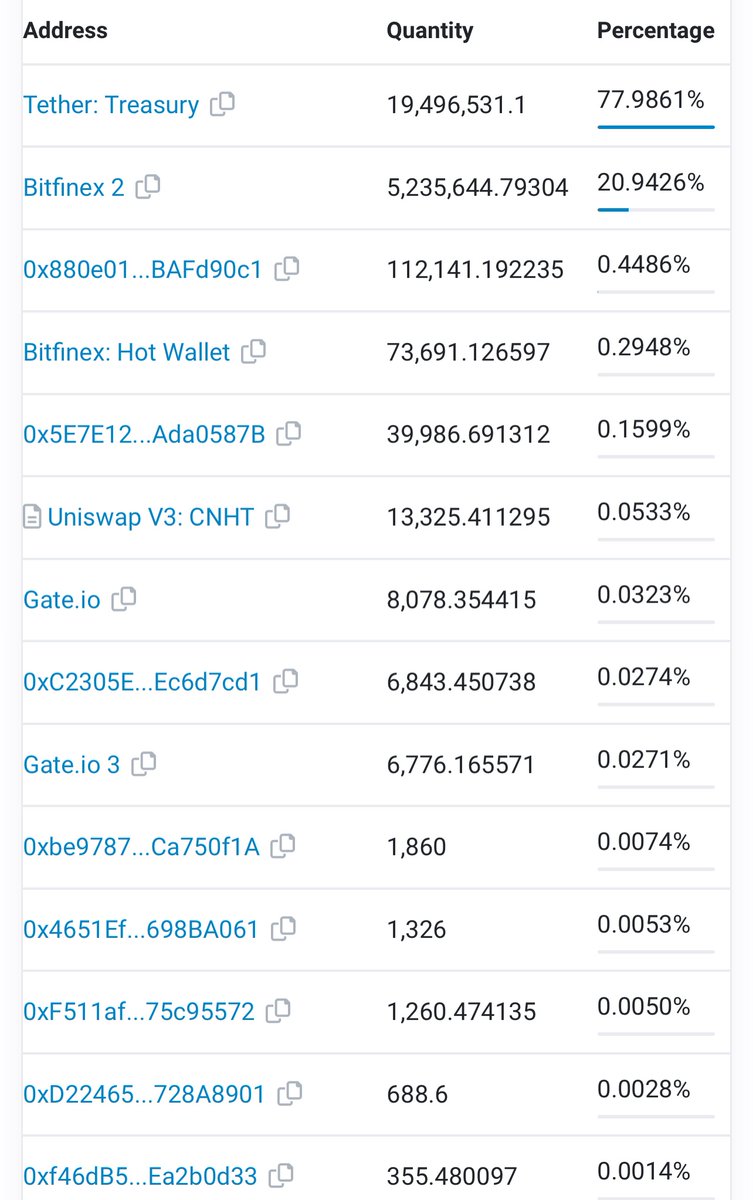 Address Quantity Percentage
Tether: Treasury 19,496,531.1 77.9861%
Bitfinex 2 5,235,644.79304 20.9426%
0x880e01...BAFd90c1 112,141.192235 0.4486%
Bitfinex: Hot Wallet 73,691.126597 0.2948%
0x5E7E12...Ada0587B 39,986.691312 0.1599%
Uniswap V3: CNHT 13,325.411295 0.0533%
Gate.io 8,078.354415 0.0323%
0xC2305E...Ec6d7cd1 6,843.450738 0.0274%
Gate.io 3 6,776.165571 0.0271%
0xbe9787...Ca750f1A 1,860 0.0074%
0x4651Ef...698BA061 1,326 0.0053%
0xF511af...75c95572 1,260.474135 0.0050%
0xD22465...728A8901 688.6 0.0028%
0xf46dB5...Ea2b0d33 355.480097 0.0014%